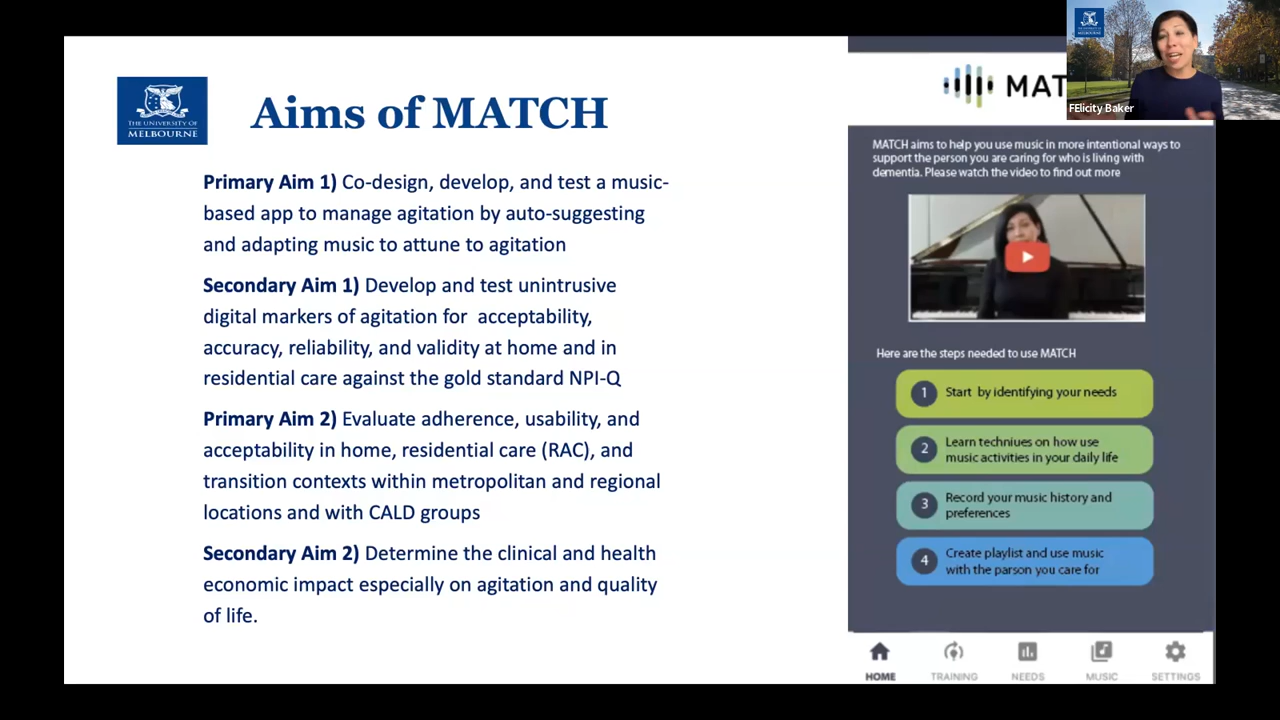 THE UNIVERSITY OF
MELBOURNE
Aims of MATCH
Primary Aim 1) Co-design, develop, and test a music-
based app to manage agitation by auto-suggesting
and adapting music to attune to agitation
Secondary Aim 1) Develop and test unintrusive
digital markers of agitation for acceptability,
accuracy, reliability, and validity at home and in
residential care against the gold standard NPI-Q
Primary Aim 2) Evaluate adherence, usability, and
acceptability in home, residential care (RAC), and
transition contexts within metropolitan and regional
locations and with CALD groups
Secondary Aim 2) Determine the clinical and health
economic impact especially on agitation and quality
of life.
MAT
FElicity Baker
MATCH aims to help you use music in more intentional ways to
support the person you are caring for who is living with
dementia. Please watch the video to find out more
Here are the steps needed to use MATCH
1 Start by identifying your needs
2 Learn techniues on how use
music activities in your daily life
3 Record your music history and
preferences
4 Create playlist and use music
with the parson you care for
HOME TRAINING NEEDS MUSIC SETTINGS